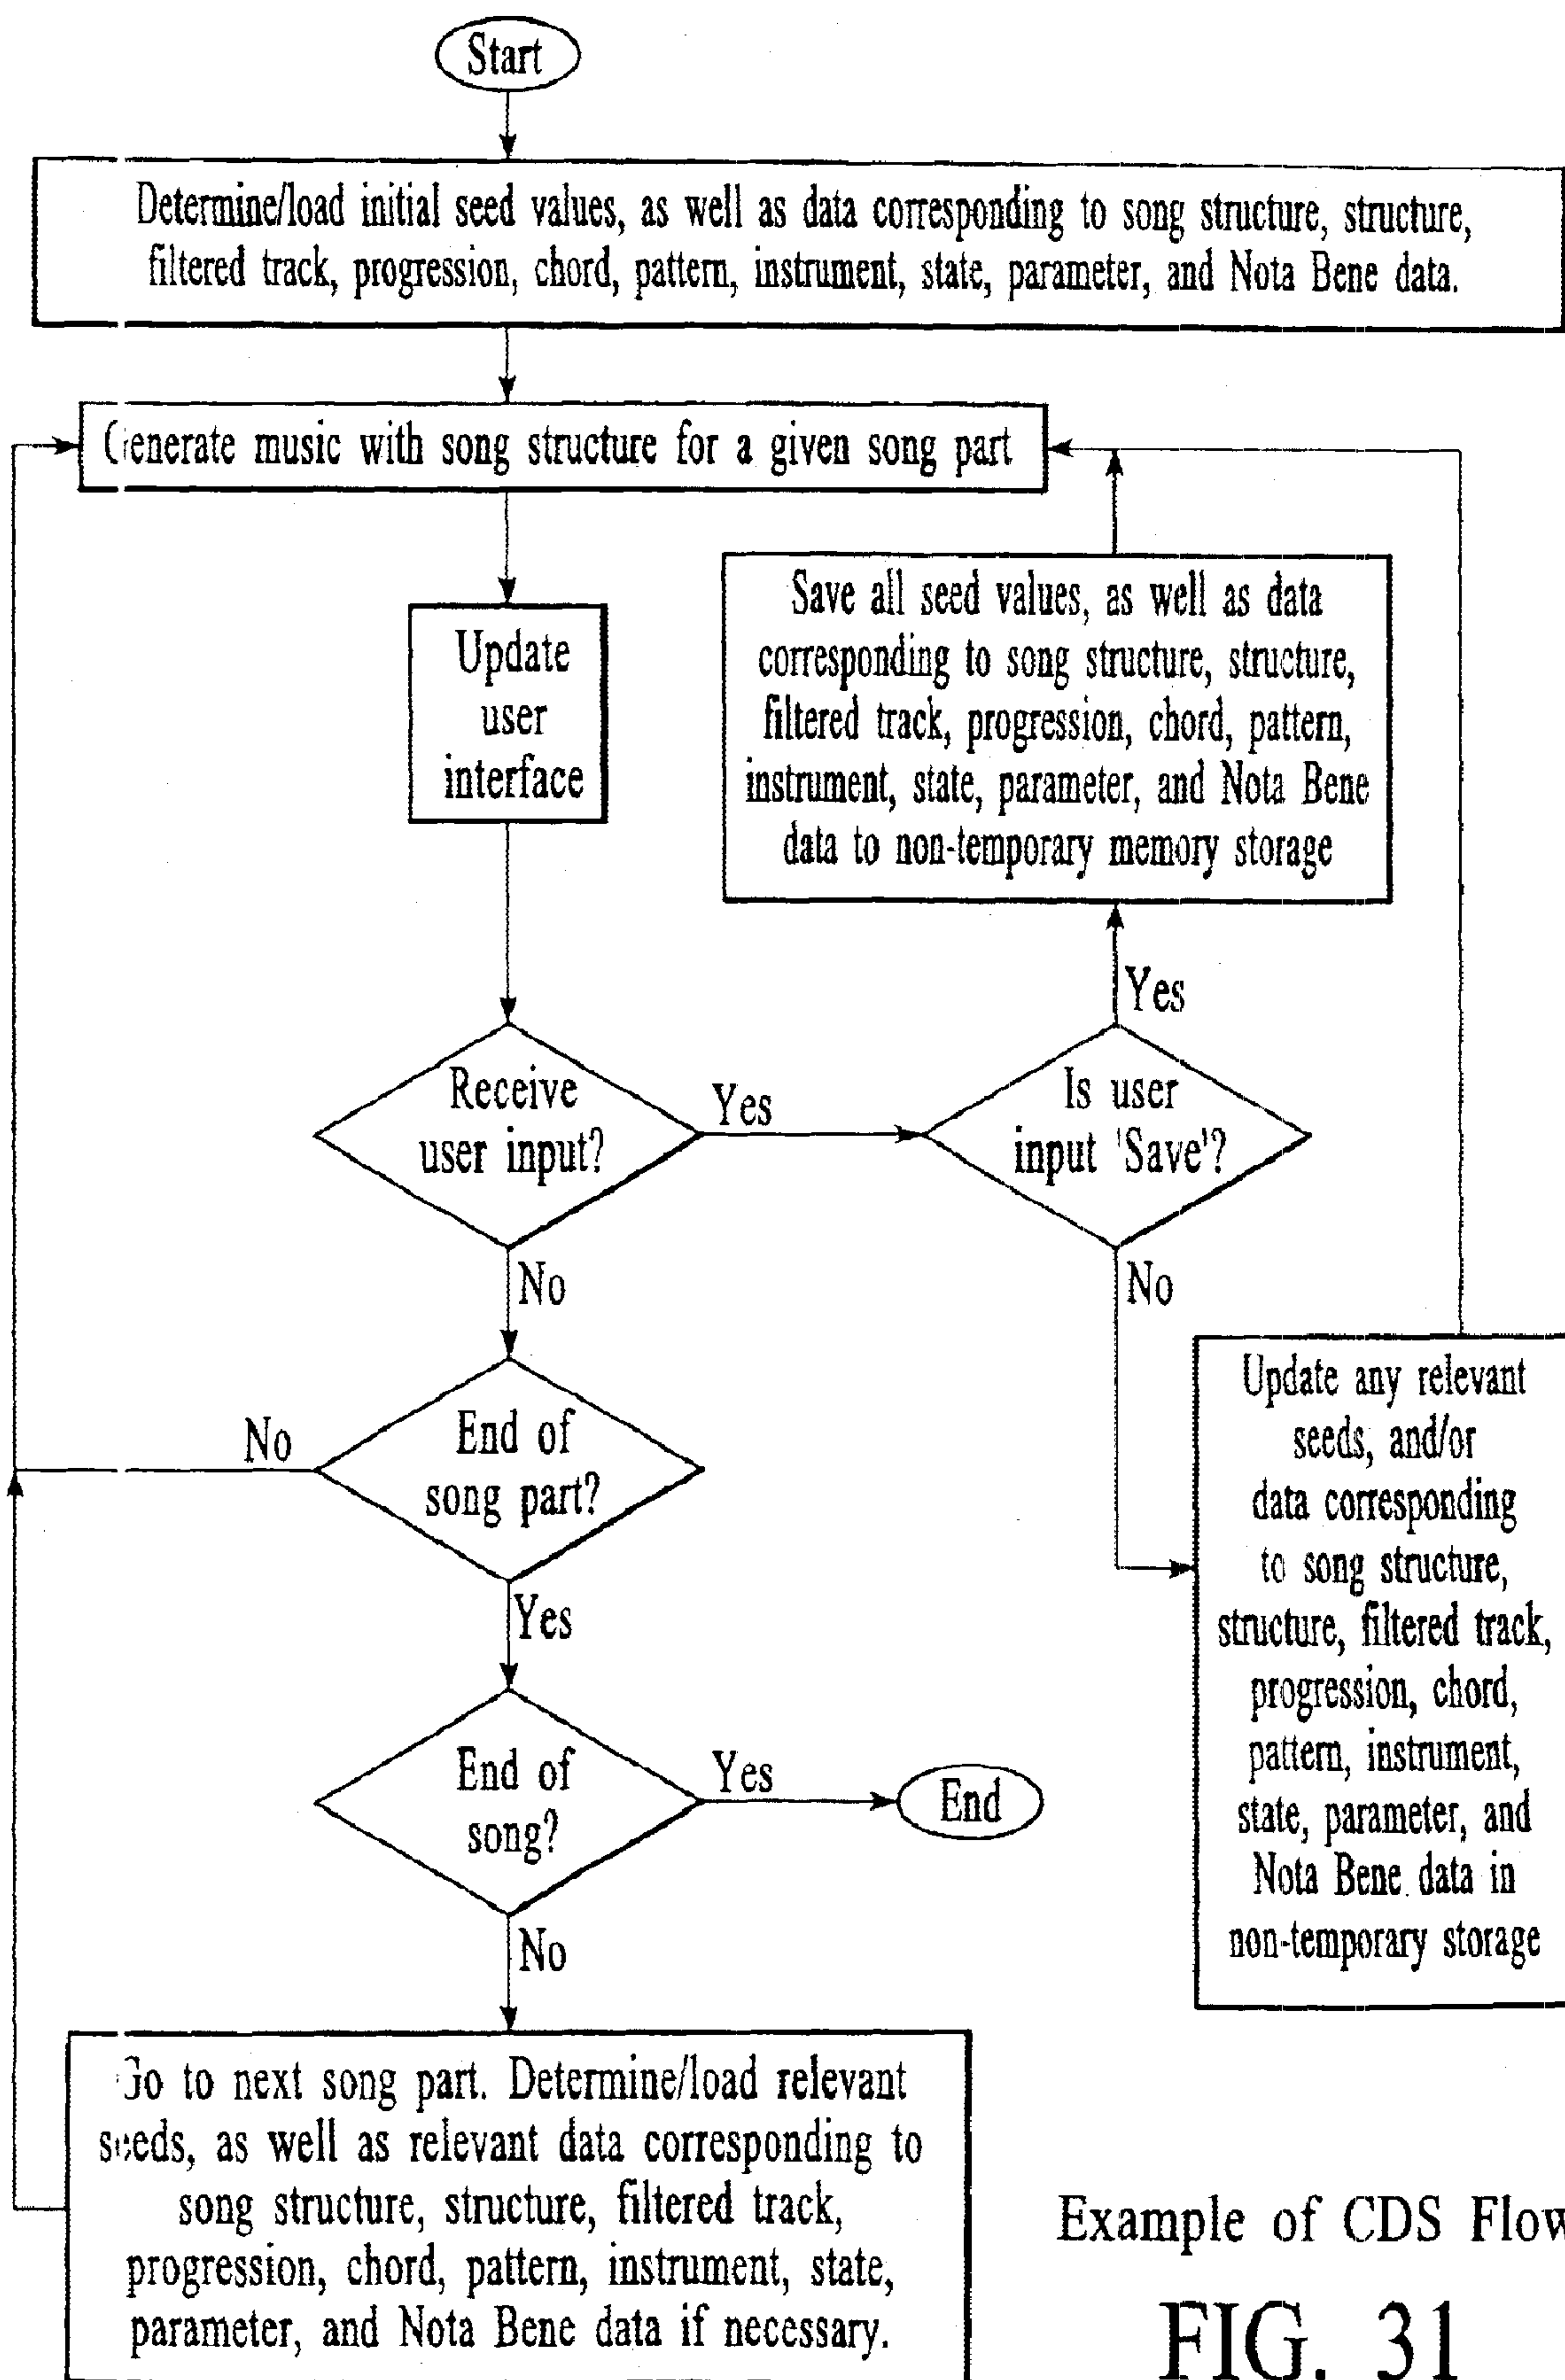 Start
Determine/load initial seed values, as well as data corresponding to song structure, structure,
filtered track, progression, chord, pattern, instrument, state, parameter, and Nota Bene data.
Generate music with song structure for a given song part
Update
user
interface
Save all seed values, as well as data
corresponding to song structure, structure,
filtered track, progression, chord, pattern,
instrument, state, parameter, and Nota Bene
data to non-temporary memory storage
Yes
Receive
user input?
Yes
Is user
input 'Save'?
No
No
Update any relevant
seeds, and/or
data corresponding
to song structure,
structure, filtered track,
progression, chord,
pattern, instrument,
state, parameter, and
Nota Bene data in
non-temporary storage
End of
song part?
No
Yes
End of
song?
Yes
End
No
Go to next song part. Determine/load relevant
seeds, as well as relevant data corresponding to
song structure, structure, filtered track,
progression, chord, pattern, instrument, state,
parameter, and Nota Bene data if necessary.
Example of CDS Flow
FIG. 31